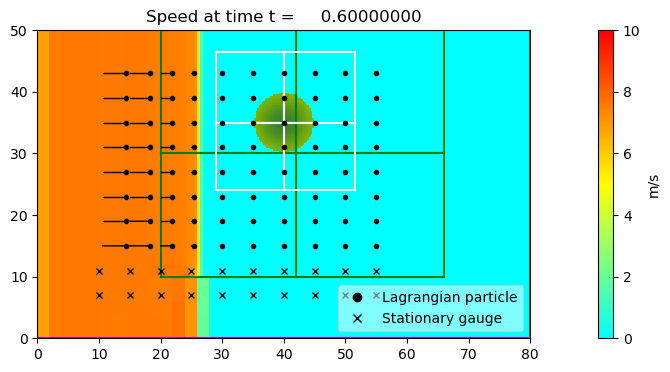 Speed at time t = 0.60000000
50
40
30
20
10
0
0 10 20 30 40 50 60 70 80
Lagrangian particle
Stationary gauge
10
8
6
4
2
0
m/s